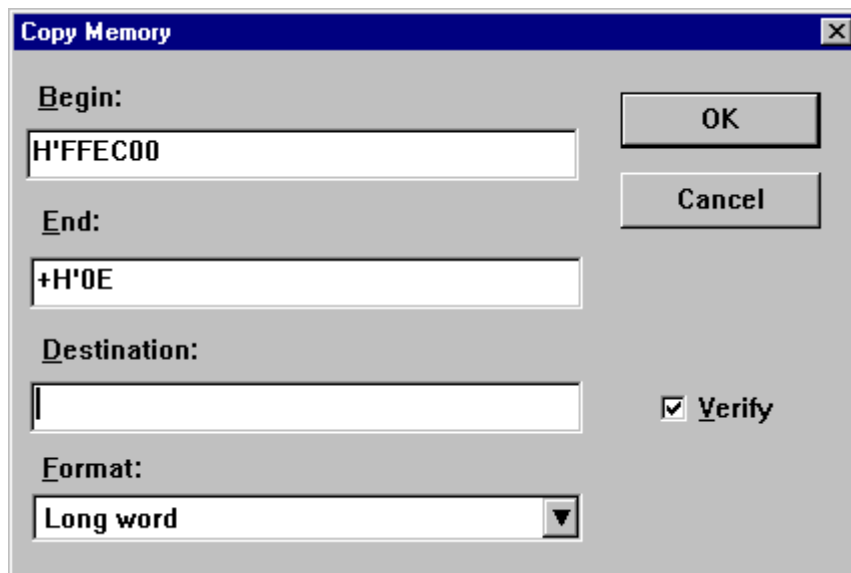 Copy Memory
Begin:
OK
H'FFEC00
Cancel
End:
+H'0E
Destination:
Verify
Format:
Long word